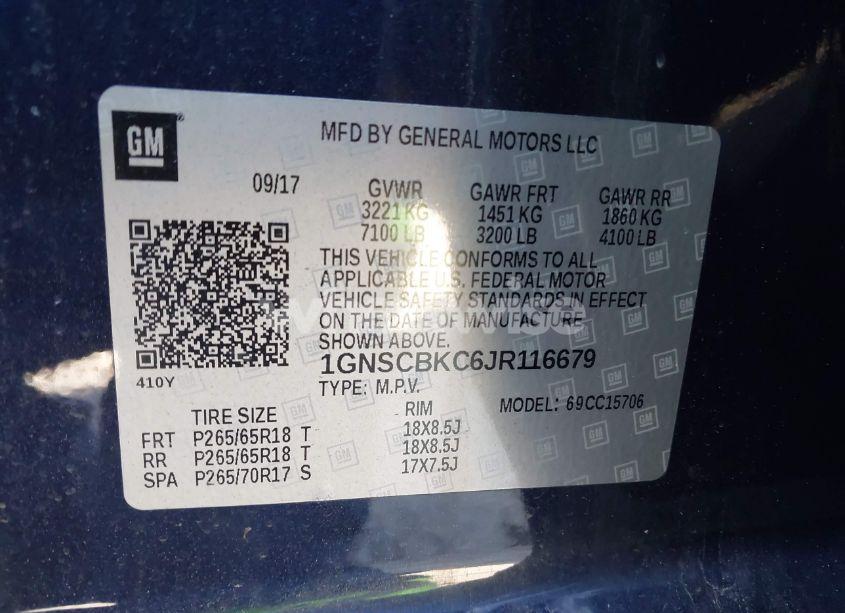 GM
MFD BY GENERAL MOTORS LLC
09/17
GVWR GAWR FRT GAWR RR
3221 KG 1451 KG 1860 KG
7100 LB 3200 LB 4100 LB
THIS VEHICLE CONFORMS TO ALL
APPLICABLE U.S. FEDERAL MOTOR
VEHICLE SAFETY STANDARDS IN EFFECT
ON THE DATE OF MANUFACTURE
SHOWN ABOVE.
1GNSCBKC6JR116679
410Y
TYPE: M.P.V. MODEL: 69CC15706
TIRE SIZE RIM
FRT P265/65R18 T 18X8.5J
RR P265/65R18 T 18X8.5J
SPA P265/70R17 S 17X7.5J